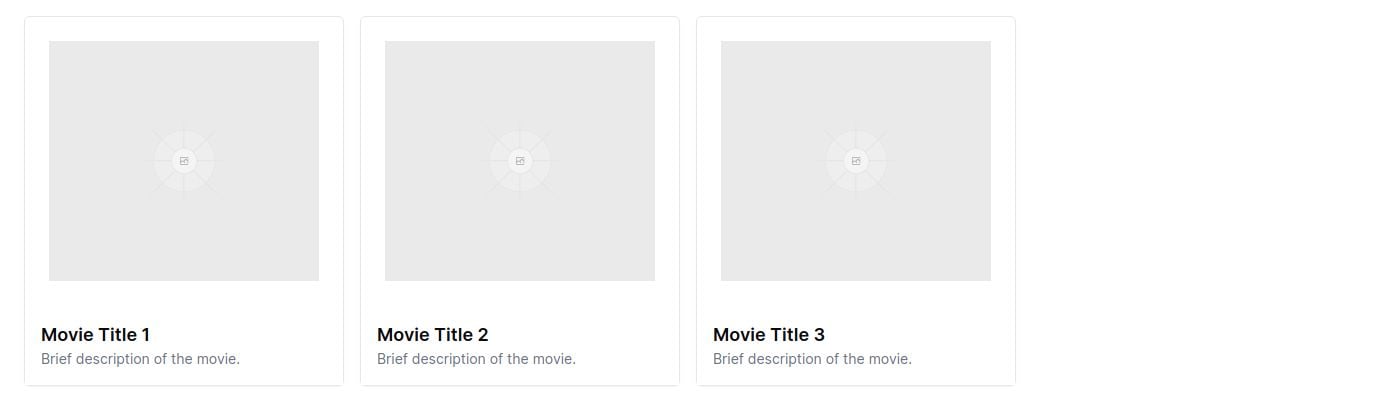 Movie Title 1
Brief description of the movie.
Movie Title 2
Brief description of the movie.
Movie Title 3
Brief description of the movie.